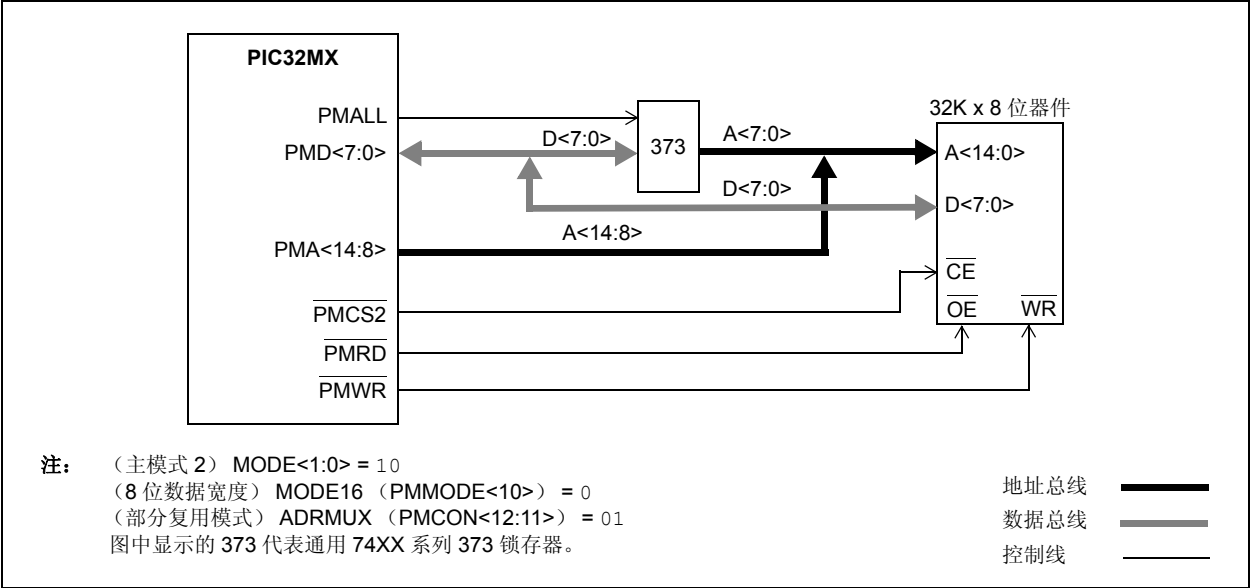 PIC32MX
PMALL
PMD<7:0>
D<7:0>
373
A<7:0>
32K x 8 位器件
A<14:0>
D<7:0>
D<7:0>
A<14:8>
PMA<14:8>
CE
PMCS2
OE
WR
PMRD
PMWR
注： （主模式 2） MODE<1:0> = 10
（8 位数据宽度） MODE16 （PMMODE<10>） = 0
（部分复用模式） ADRMUX （PMCON<12:11>） = 01
图中显示的 373 代表通用 74XX 系列 373 锁存器。
地址总线
数据总线
控制线